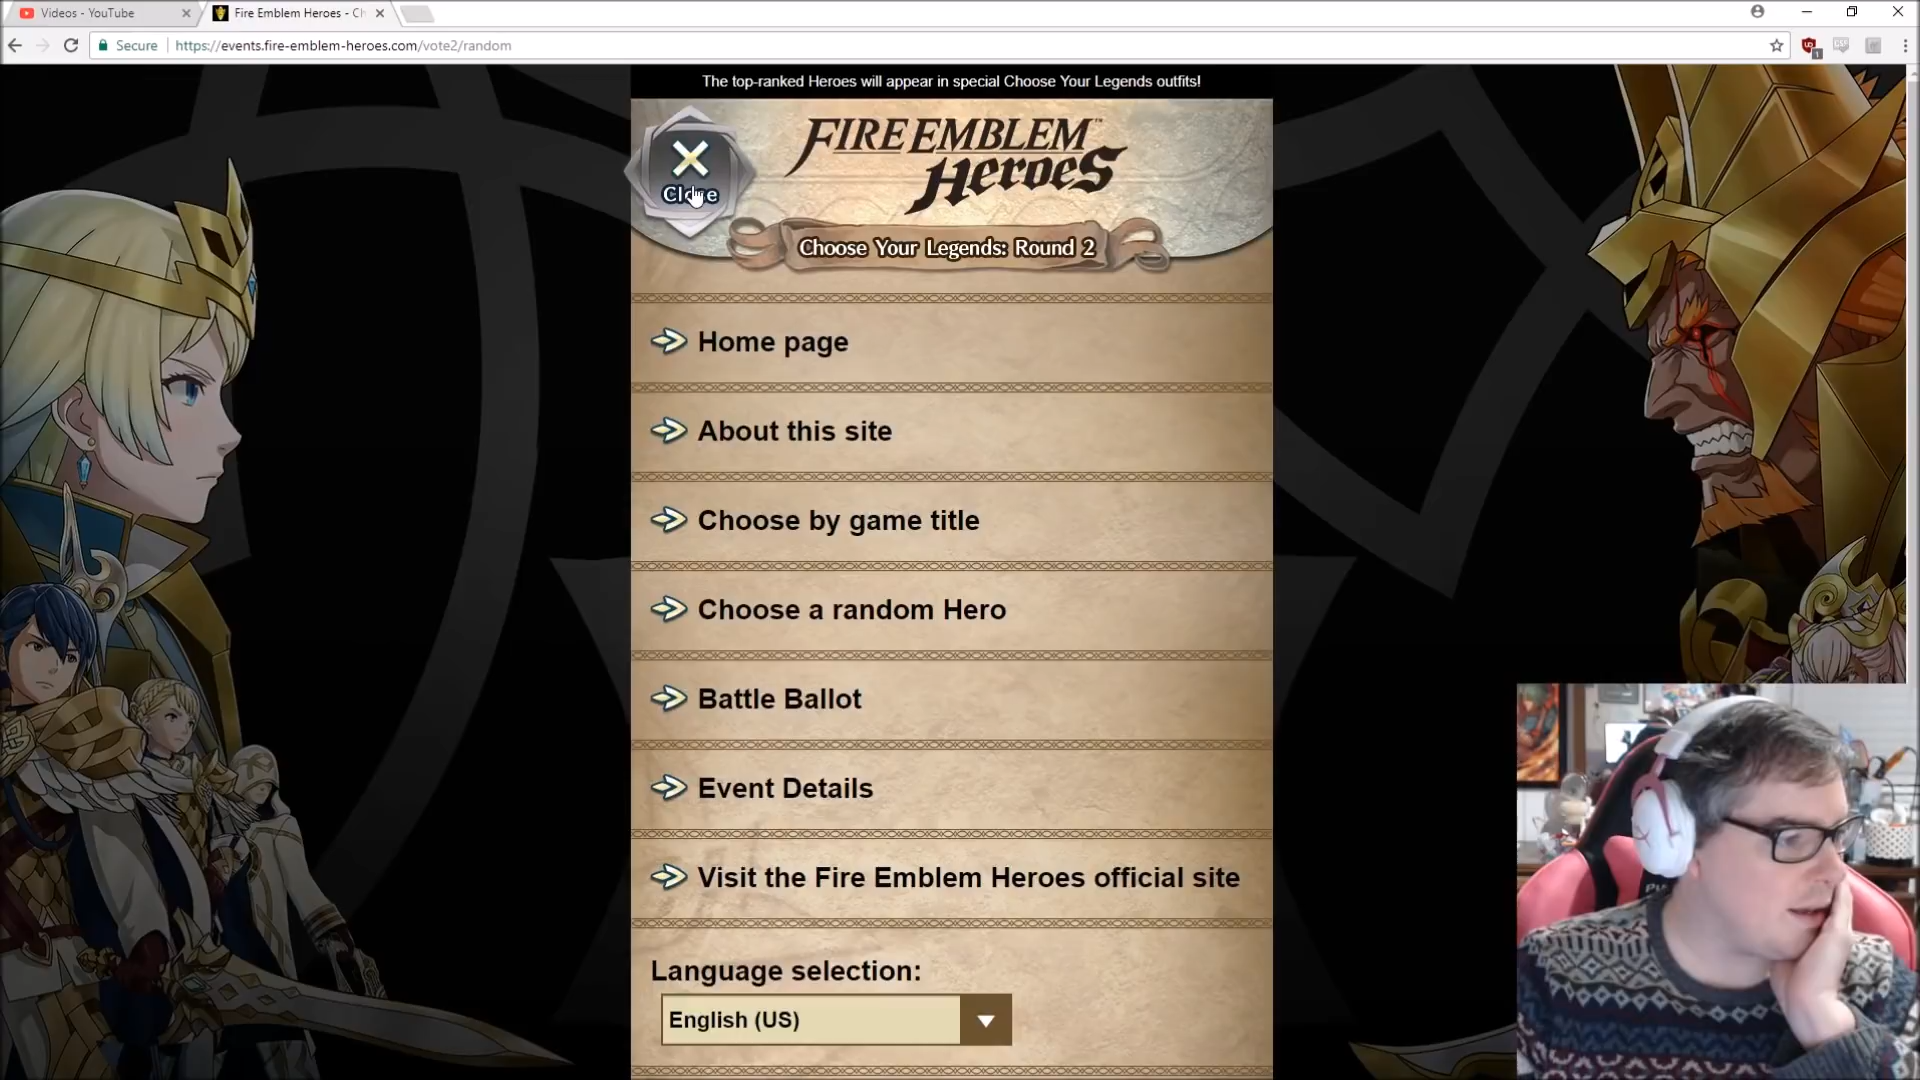 Videos - YouTube
Fire Emblem Heroes - Ch
Secure
https://events.fire-emblem-heroes.com/vote2/random
The top-ranked Heroes will appear in special Choose Your Legends outfits!
Close
FIRE EMBLEM™
Heroes
Choose Your Legends: Round 2
Home page
About this site
Choose by game title
Choose a random Hero
Battle Ballot
Event Details
Visit the Fire Emblem Heroes official site
Language selection:
English (US)